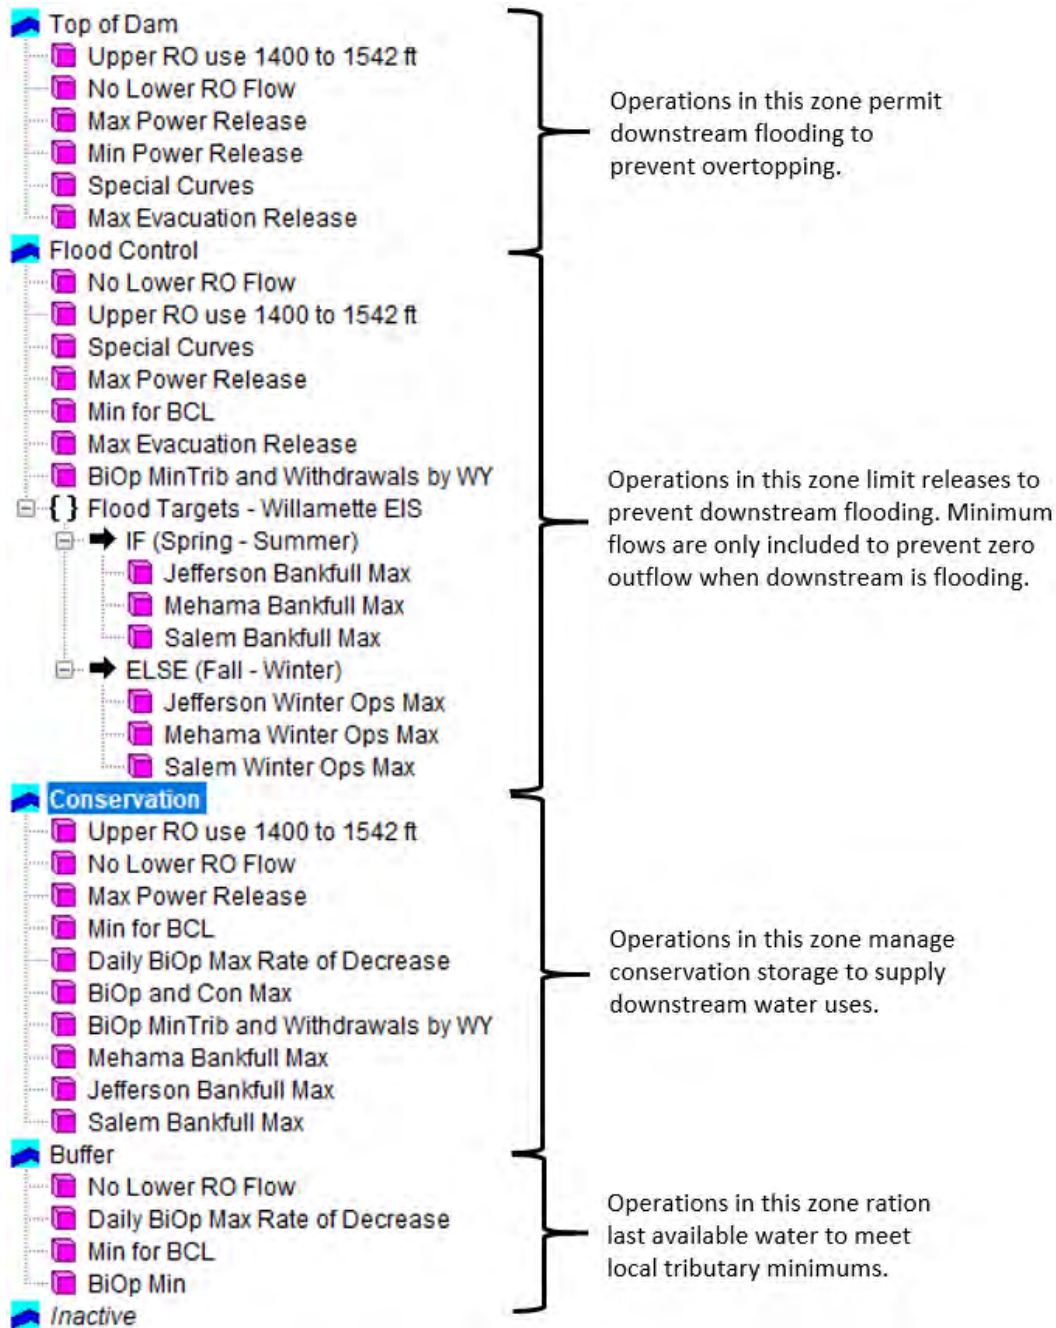 Top of Dam
Upper RO use 1400 to 1542 ft
No Lower RO Flow
Max Power Release
Min Power Release
Special Curves
Max Evacuation Release
Operations in this zone permit
downstream flooding to
prevent overtopping.
Flood Control
No Lower RO Flow
Upper RO use 1400 to 1542 ft
Special Curves
Max Power Release
Min for BCL
Max Evacuation Release
BiOp MinTrib and Withdrawals by WY
{ } Flood Targets - Willamette EIS
IF (Spring - Summer)
Jefferson Bankfull Max
Mehama Bankfull Max
Salem Bankfull Max
ELSE (Fall - Winter)
Jefferson Winter Ops Max
Mehama Winter Ops Max
Salem Winter Ops Max
Operations in this zone limit releases to
prevent downstream flooding. Minimum
flows are only included to prevent zero
outflow when downstream is flooding.
Conservation
Upper RO use 1400 to 1542 ft
No Lower RO Flow
Max Power Release
Min for BCL
Daily BiOp Max Rate of Decrease
BiOp and Con Max
BiOp MinTrib and Withdrawals by WY
Mehama Bankfull Max
Jefferson Bankfull Max
Salem Bankfull Max
Operations in this zone manage
conservation storage to supply
downstream water uses.
Buffer
No Lower RO Flow
Daily BiOp Max Rate of Decrease
Min for BCL
BiOp Min
Operations in this zone ration
last available water to meet
local tributary minimums.
Inactive